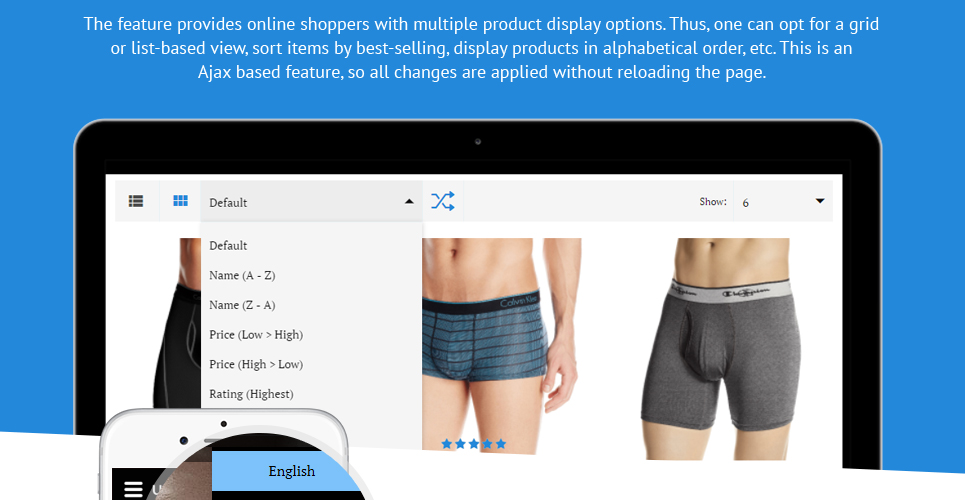 The feature provides online shoppers with multiple product display options. Thus, one can opt for a grid
or list-based view, sort items by best-selling, display products in alphabetical order, etc. This is an
Ajax based feature, so all changes are applied without reloading the page.
Default
Show:
6
Default
Name (A - Z)
Name (Z - A)
Price (Low > High)
Price (High > Low)
Rating (Highest)
Calvin Klein
Champion
English
U